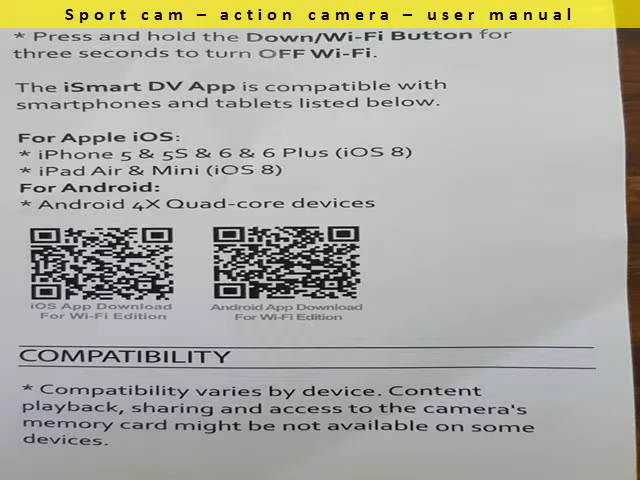 Sport cam – action camera – user manual
* Press and hold the Down/Wi-Fi Button for
three seconds to turn OFF Wi-Fi.
The iSmart DV App is compatible with
smartphones and tablets listed below.
For Apple iOS:
* iPhone 5 & 5S & 6 & 6 Plus (iOS 8)
* iPad Air & Mini (iOS 8)
For Android:
* Android 4X Quad-core devices
iOS App Download
For Wi-Fi Edition
Android App Download
For Wi-Fi Edition
COMPATIBILITY
* Compatibility varies by device. Content
playback, sharing and access to the camera's
memory card might be not available on some
devices.